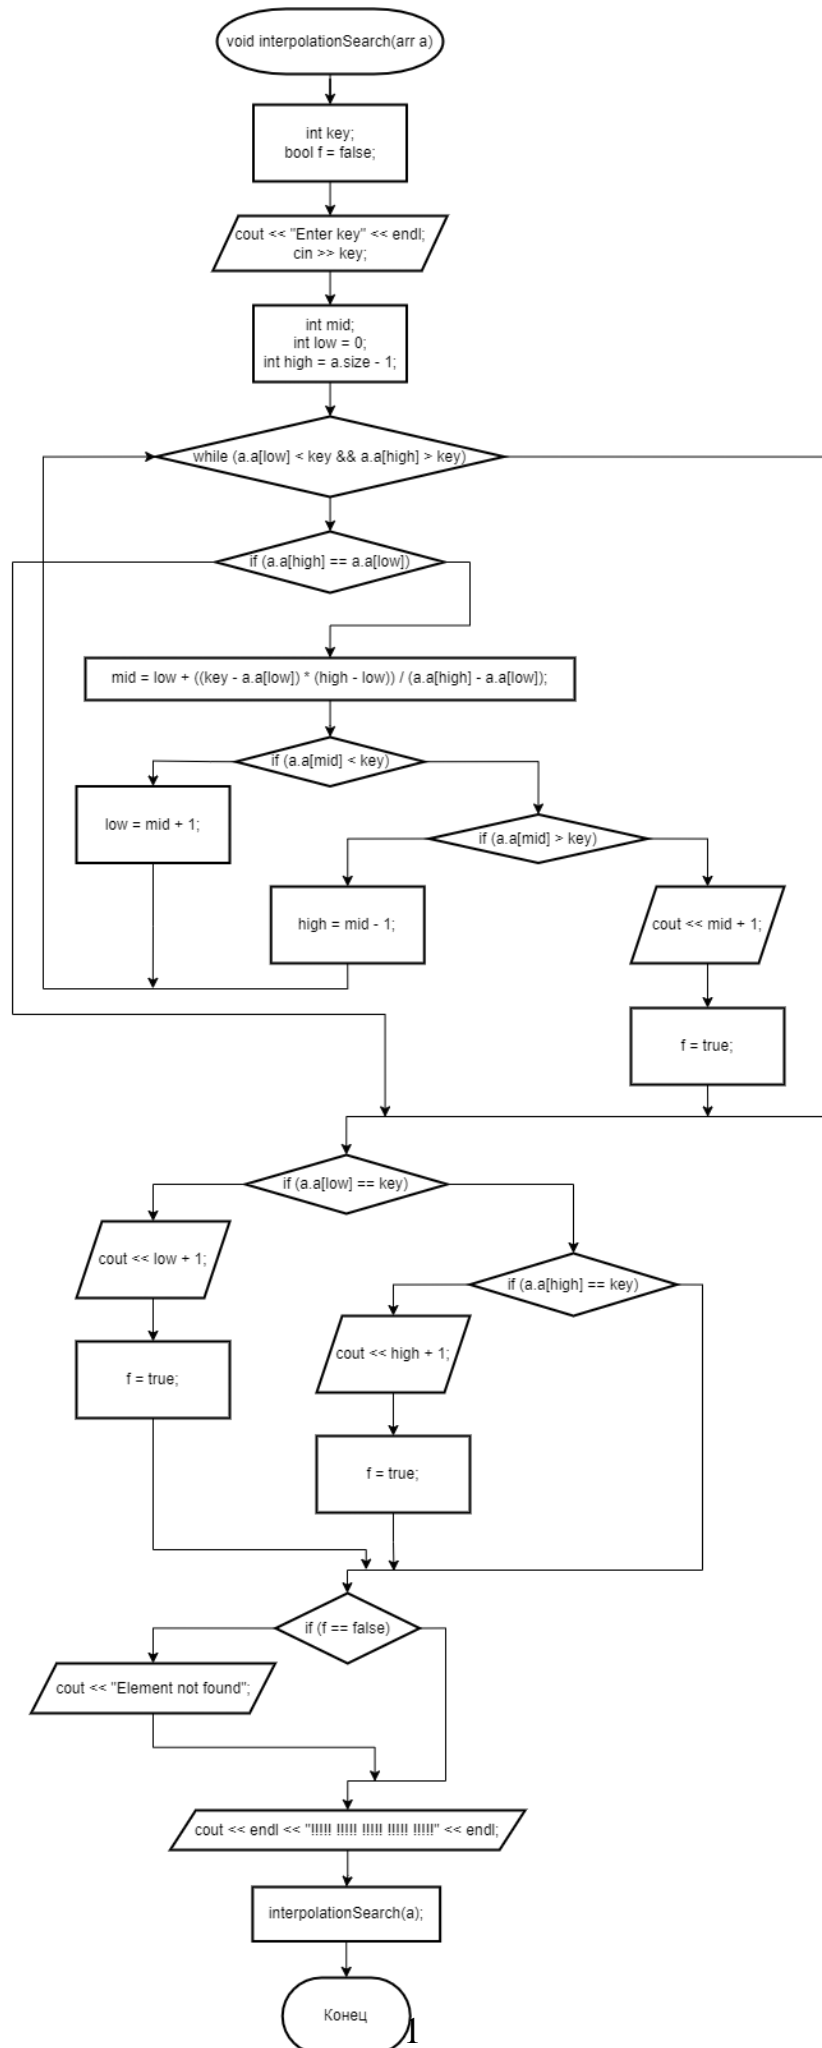 void interpolationSearch(arr a)
int key;
bool f = false;
cout << "Enter key" << endl;
cin >> key;
int mid;
int low = 0;
int high = a.size - 1;
while (a.a[low] < key && a.a[high] > key)
if (a.a[high] == a.a[low])
mid = low + ((key - a.a[low]) * (high - low)) / (a.a[high] - a.a[low]);
if (a.a[mid] < key)
low = mid + 1;
if (a.a[mid] > key)
high = mid - 1;
cout << mid + 1;
f = true;
if (a.a[low] == key)
cout << low + 1;
if (a.a[high] == key)
cout << high + 1;
f = true;
f = true;
if (f == false)
cout << "Element not found";
cout << endl << "!!!!! !!!!! !!!!! !!!!! !!!!!" << endl;
interpolationSearch(a);
Конец
1